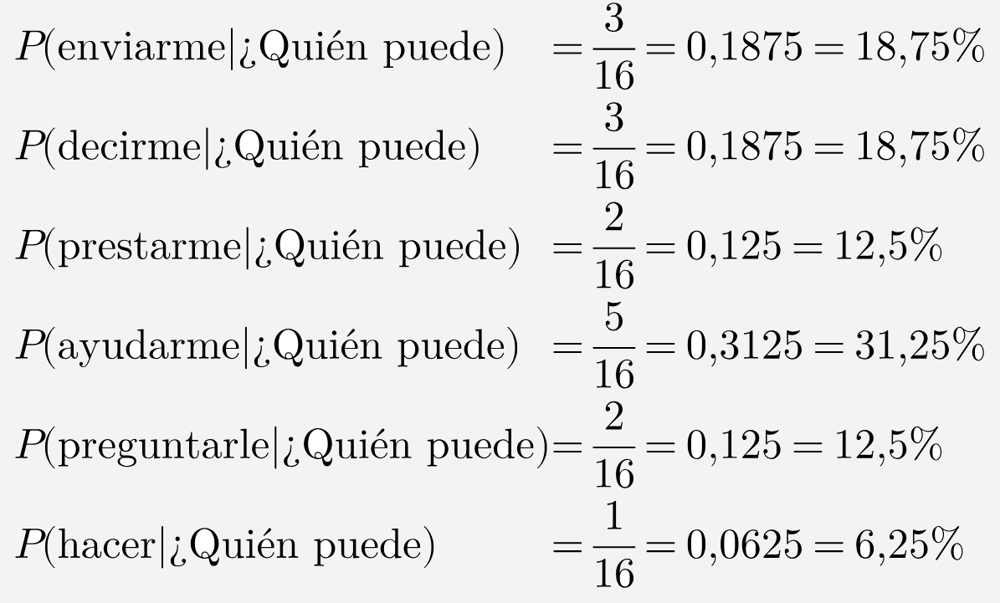 P(enviarme|¿Quién puede) = 3/16 = 0,1875 = 18,75%
P(decirme|¿Quién puede) = 3/16 = 0,1875 = 18,75%
P(prestarme|¿Quién puede) = 2/16 = 0,125 = 12,5%
P(ayudarme|¿Quién puede) = 5/16 = 0,3125 = 31,25%
P(preguntarle|¿Quién puede) = 2/16 = 0,125 = 12,5%
P(hacer|¿Quién puede) = 1/16 = 0,0625 = 6,25%